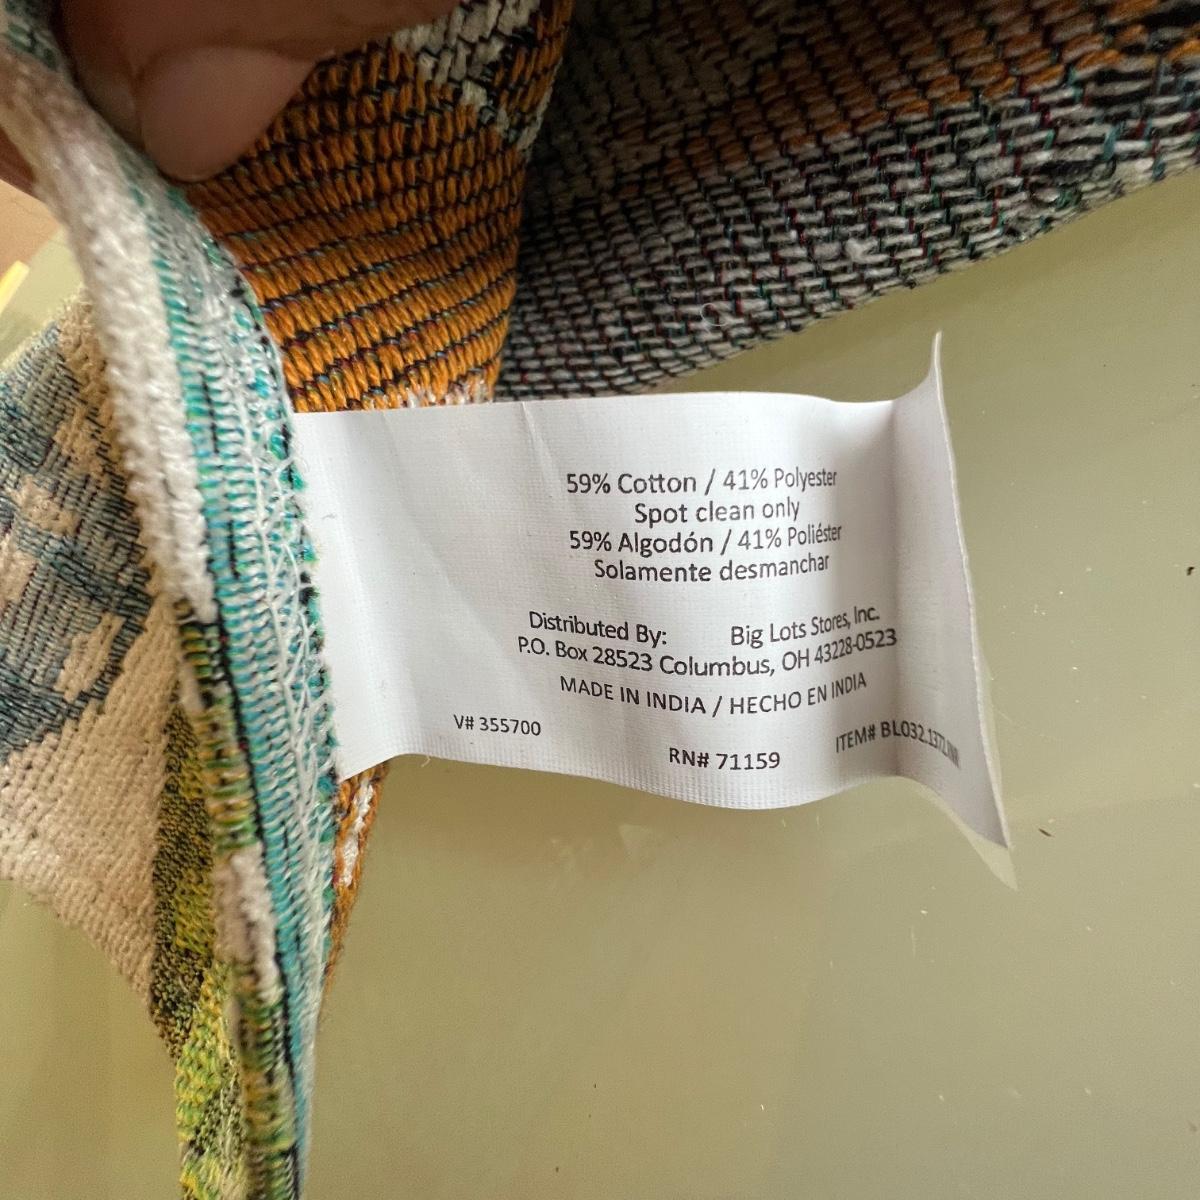 59% Cotton / 41% Polyester
Spot clean only
59% Algodón / 41% Poliéster
Solamente desmanchar
Distributed By: Big Lots Stores, Inc.
P.O. Box 28523 Columbus, OH 43228-0523
MADE IN INDIA / HECHO EN INDIA
V# 355700
RN# 71159
ITEM#